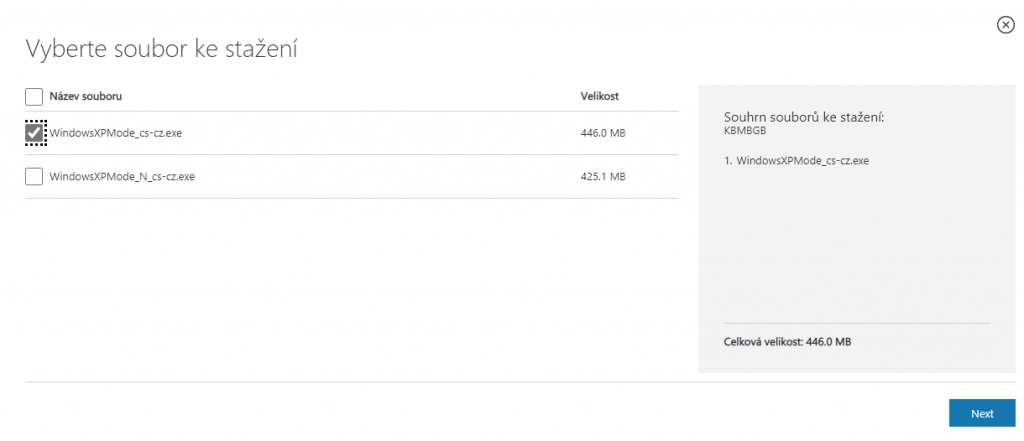 Vyberte soubor ke stažení
Název souboru Velikost
WindowsXPMode_cs-cz.exe 446.0 MB
WindowsXPMode_N_cs-cz.exe 425.1 MB
Souhrn souborů ke stažení:
KBMBGB
1. WindowsXPMode_cs-cz.exe
Celková velikost: 446.0 MB
Next